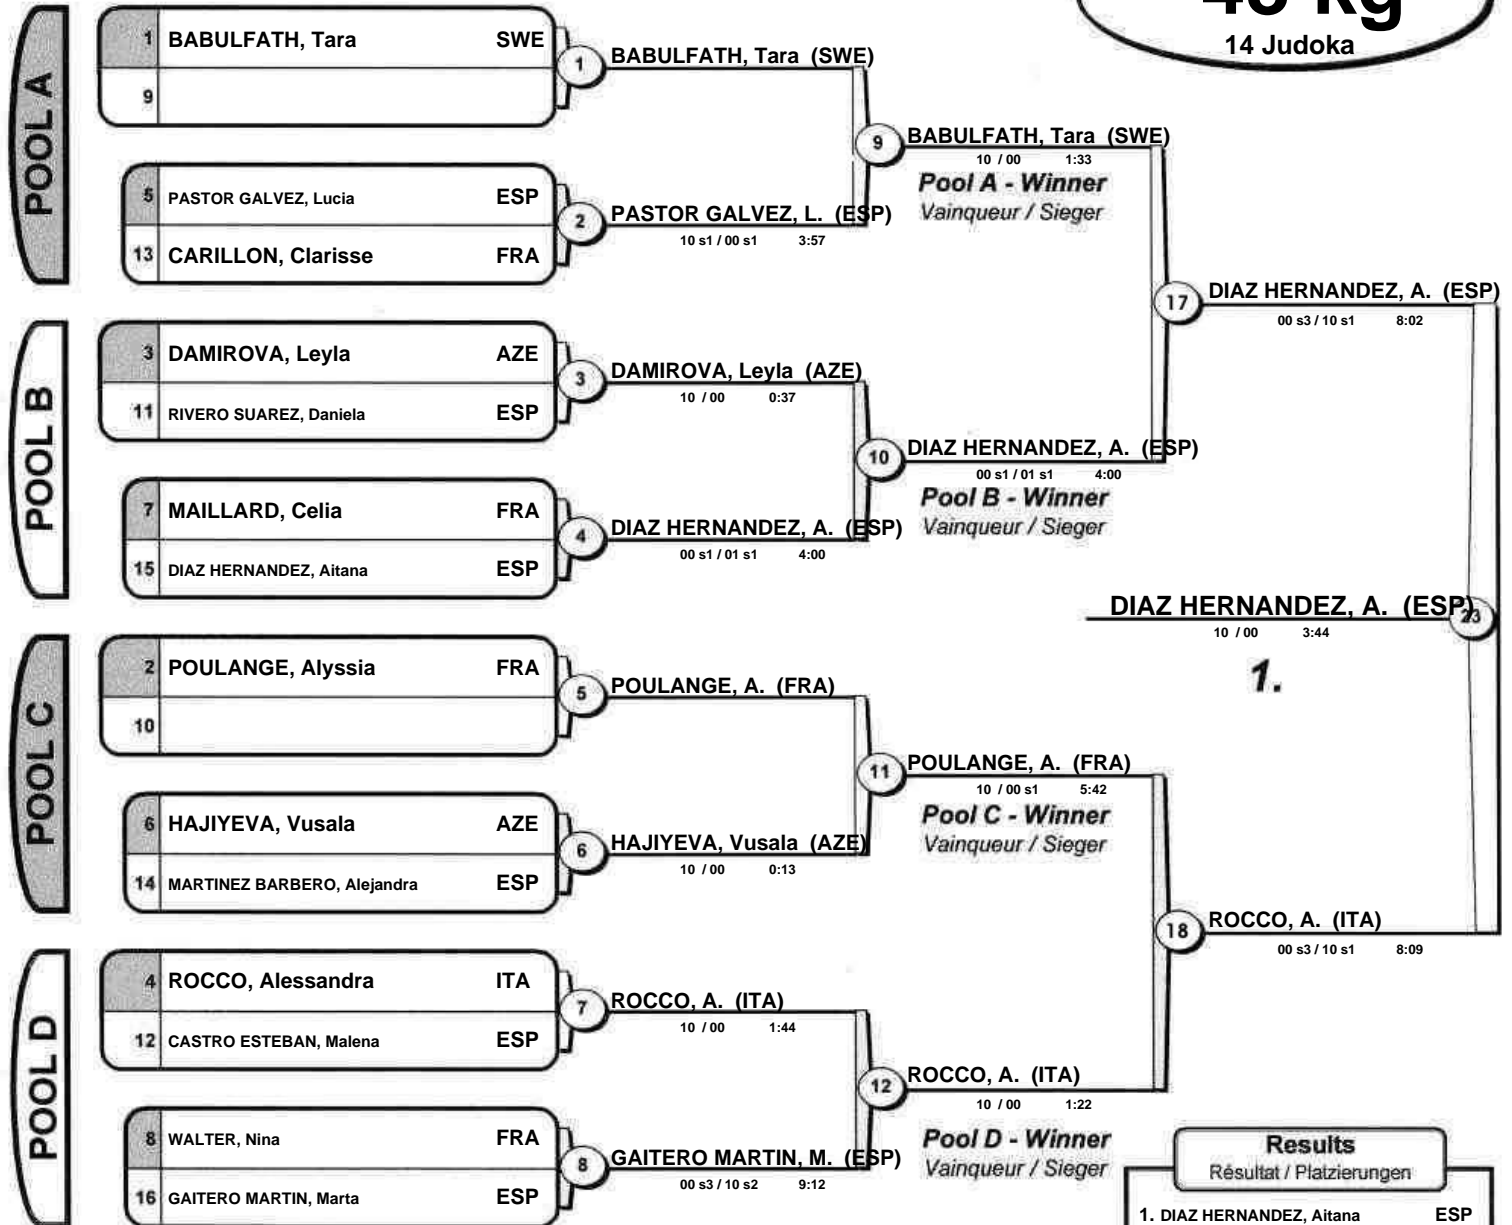 48 kg
14 Judoka
POOL A
1 BABULFATH, Tara SWE
9
1 BABULFATH, Tara (SWE)
5 PASTOR GALVEZ, Lucia ESP
13 CARILLON, Clarisse FRA
2 PASTOR GALVEZ, L. (ESP)
10 s1 / 00 s1 3:57
9 BABULFATH, Tara (SWE)
10 / 00 1:33
Pool A - Winner
Vainqueur / Sieger
POOL B
3 DAMIROVA, Leyla AZE
11 RIVERO SUAREZ, Daniela ESP
3 DAMIROVA, Leyla (AZE)
10 / 00 0:37
7 MAILLARD, Celia FRA
15 DIAZ HERNANDEZ, Aitana ESP
4 DIAZ HERNANDEZ, A. (ESP)
00 s1 / 01 s1 4:00
10 DIAZ HERNANDEZ, A. (ESP)
00 s1 / 01 s1 4:00
Pool B - Winner
Vainqueur / Sieger
17 DIAZ HERNANDEZ, A. (ESP)
00 s3 / 10 s1 8:02
DIAZ HERNANDEZ, A. (ESP) 23
10 / 00 3:44
1.
POOL C
2 POULANGE, Alyssia FRA
10
5 POULANGE, A. (FRA)
6 HAJIYEVA, Vusala AZE
14 MARTINEZ BARBERO, Alejandra ESP
6 HAJIYEVA, Vusala (AZE)
10 / 00 0:13
11 POULANGE, A. (FRA)
10 / 00 s1 5:42
Pool C - Winner
Vainqueur / Sieger
18 ROCCO, A. (ITA)
00 s3 / 10 s1 8:09
POOL D
4 ROCCO, Alessandra ITA
12 CASTRO ESTEBAN, Malena ESP
7 ROCCO, A. (ITA)
10 / 00 1:44
8 WALTER, Nina FRA
16 GAITERO MARTIN, Marta ESP
8 GAITERO MARTIN, M. (ESP)
00 s3 / 10 s2 9:12
12 ROCCO, A. (ITA)
10 / 00 1:22
Pool D - Winner
Vainqueur / Sieger
Results
Résultat / Platzierungen
1. DIAZ HERNANDEZ, Aitana ESP